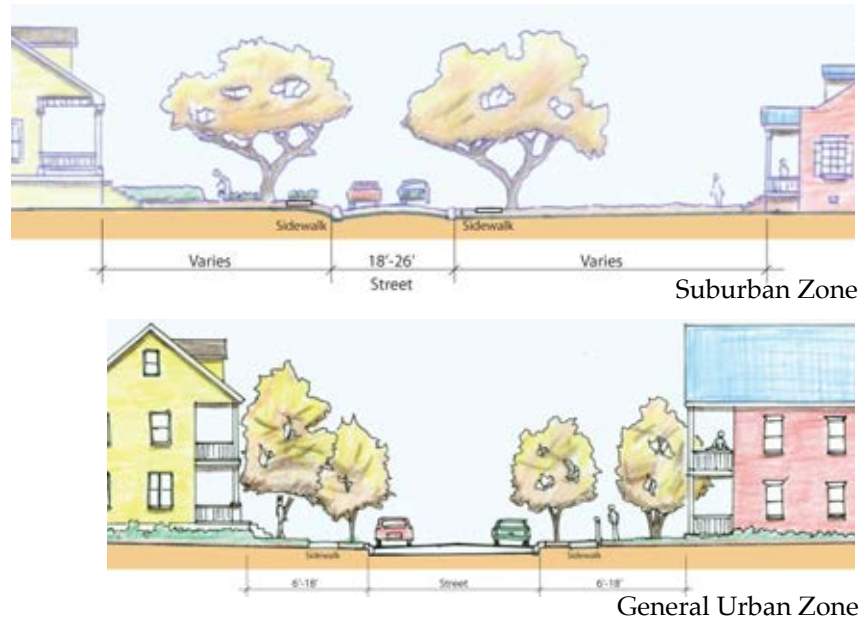 Sidewalk Sidewalk
Varies 18'-26' Varies
Street
Suburban Zone
Sidewalk Sidewalk
6'-18' Street 6'-18'
General Urban Zone